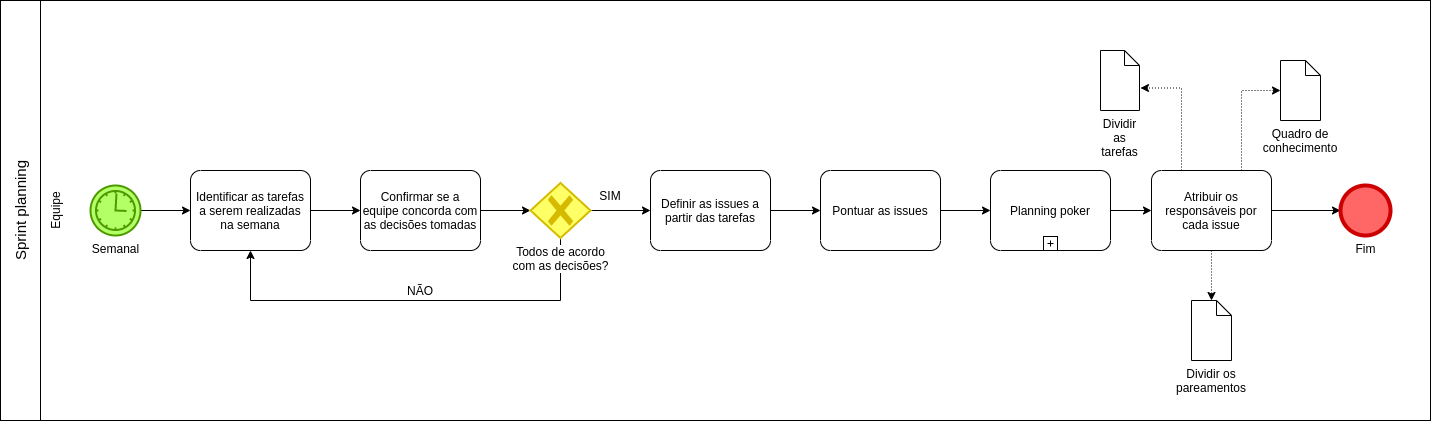 Sprint planning
Equipe
Semanal
Identificar as tarefas
a serem realizadas
na semana
Confirmar se a
equipe concorda com
as decisões tomadas
Todos de acordo
com as decisões?
NÃO
SIM
Definir as issues a
partir das tarefas
Pontuar as issues
Planning poker
+
Atribuir os
responsáveis por
cada issue
Dividir
as
tarefas
Quadro de
conhecimento
Dividir os
pareamentos
Fim